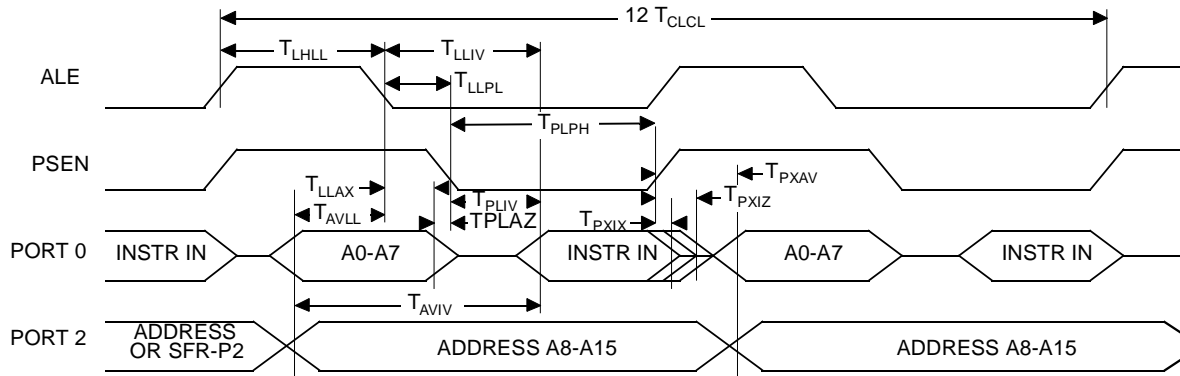 12 TCLCL
TLHLL TLLIV
ALE
TLLPL
TPLPH
PSEN
TLLAX
TPXAV
TPLIV
TPXIZ
TAVLL
TPLAZ
TPXIX
PORT 0
INSTR IN
A0-A7
INSTR IN
A0-A7
INSTR IN
TAVIV
PORT 2
ADDRESS
OR SFR-P2
ADDRESS A8-A15
ADDRESS A8-A15